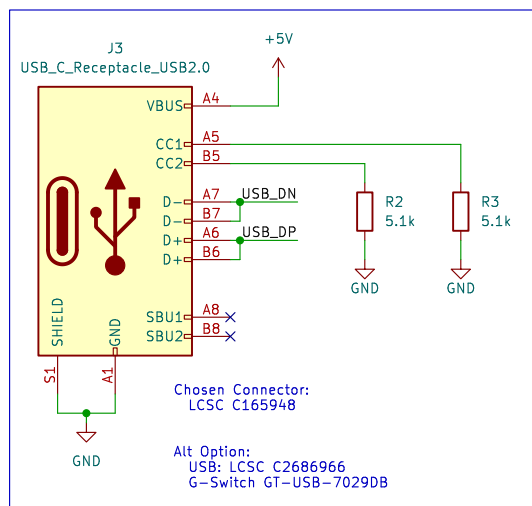 J3
USB_C_Receptacle_USB2.0
+5V
VBUS A4
CC1 A5
CC2 B5
D- A7 USB_DN
D- B7
D+ A6 USB_DP
D+ B6
R2
5.1k
R3
5.1k
GND
GND
SBU1 A8
SBU2 B8
SHIELD
GND
S1
A1
GND
Chosen Connector:
LCSC C165948
Alt Option:
USB: LCSC C2686966
G-Switch GT-USB-7029DB